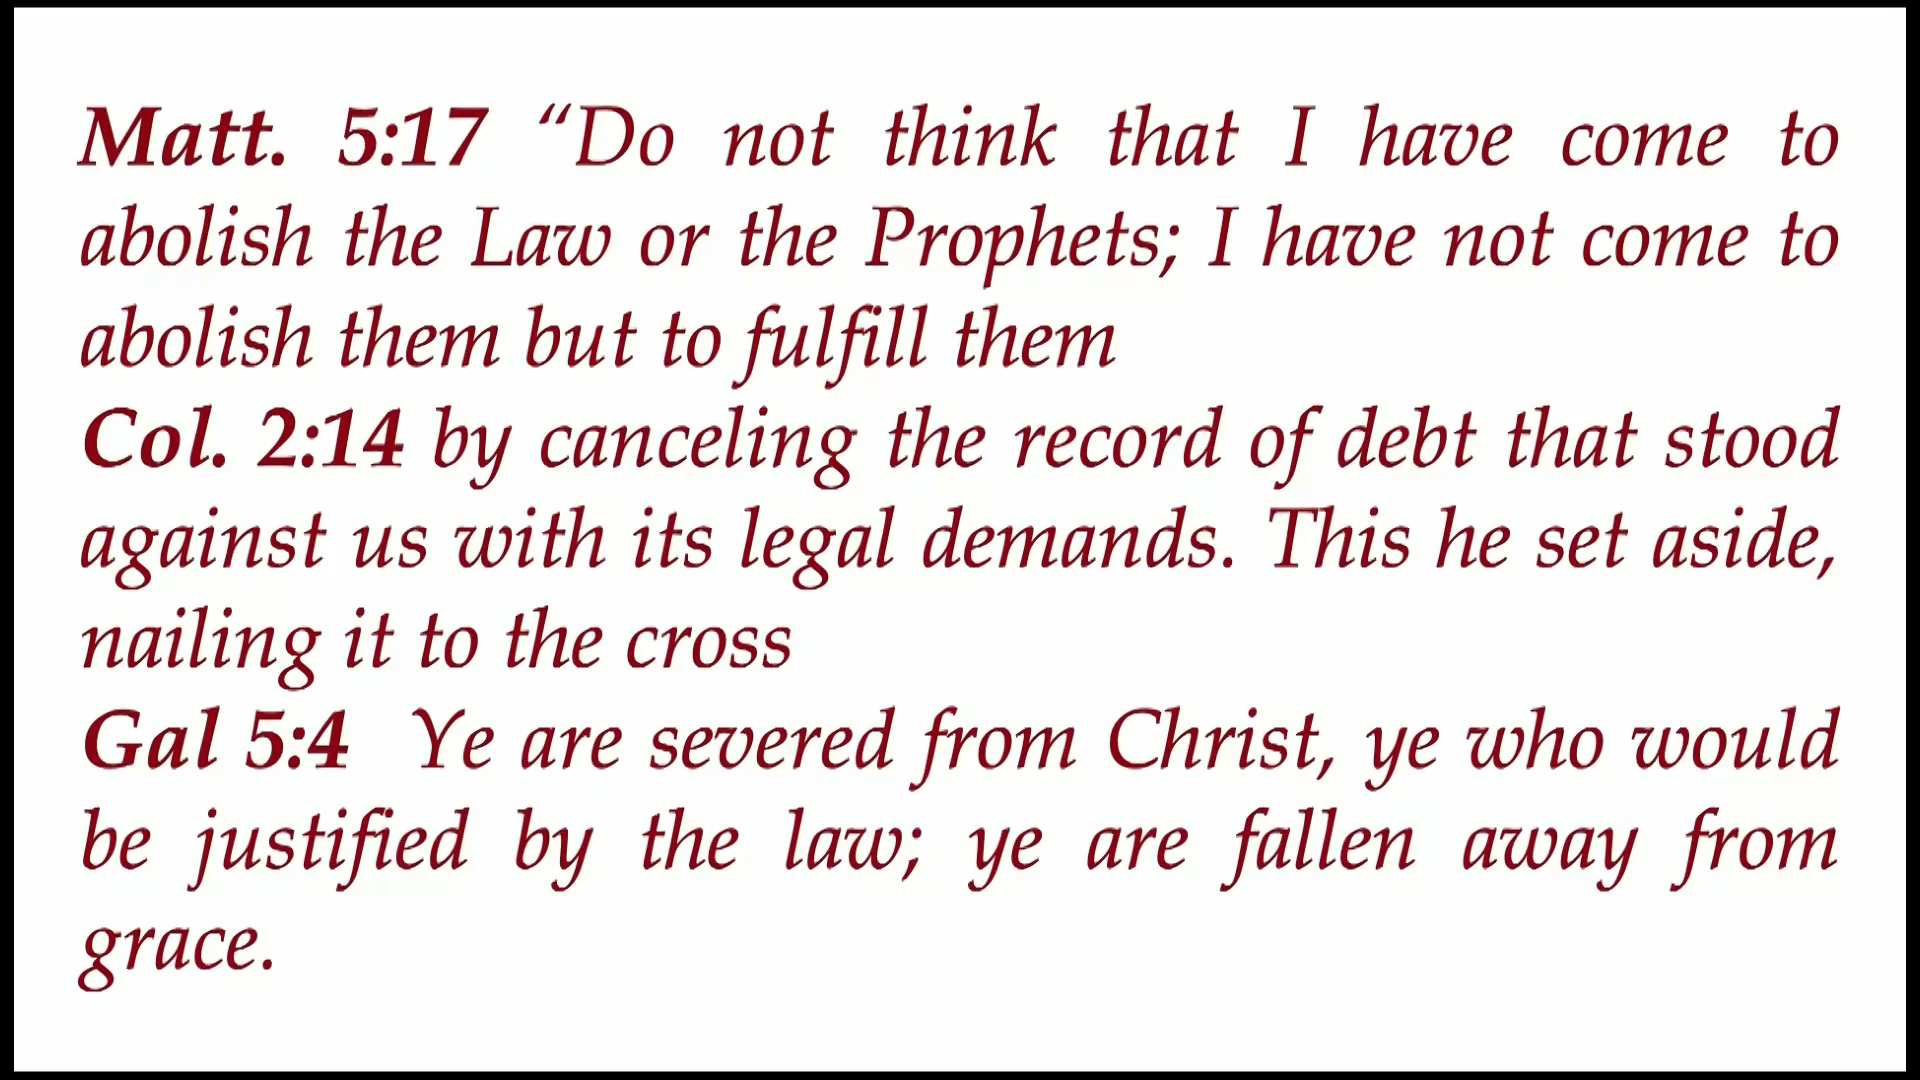 Matt. 5:17 “Do not think that I have come to
abolish the Law or the Prophets; I have not come to
abolish them but to fulfill them
Col. 2:14 by canceling the record of debt that stood
against us with its legal demands. This he set aside,
nailing it to the cross
Gal 5:4 Ye are severed from Christ, ye who would
be justified by the law; ye are fallen away from
grace.